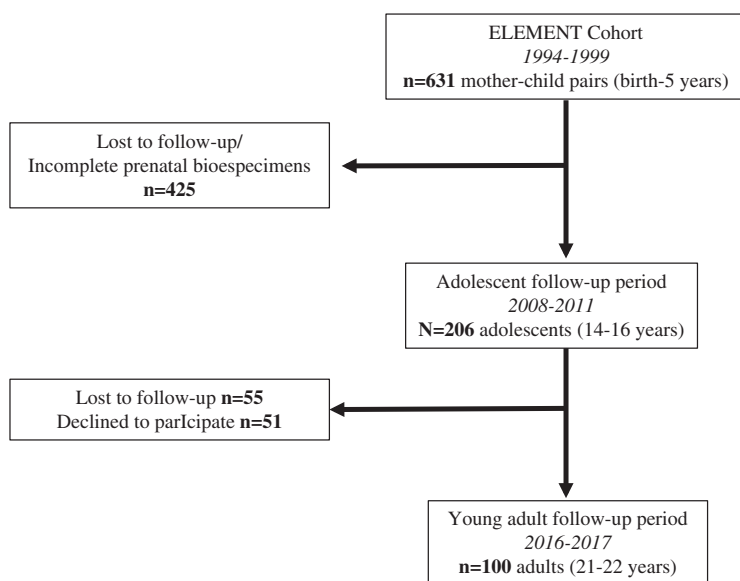 ELEMENT Cohort
1994-1999
n=631 mother-child pairs (birth-5 years)
Lost to follow-up/
Incomplete prenatal bioespecimens
n=425
Adolescent follow-up period
2008-2011
N=206 adolescents (14-16 years)
Lost to follow-up n=55
Declined to parIcipate n=51
Young adult follow-up period
2016-2017
n=100 adults (21-22 years)